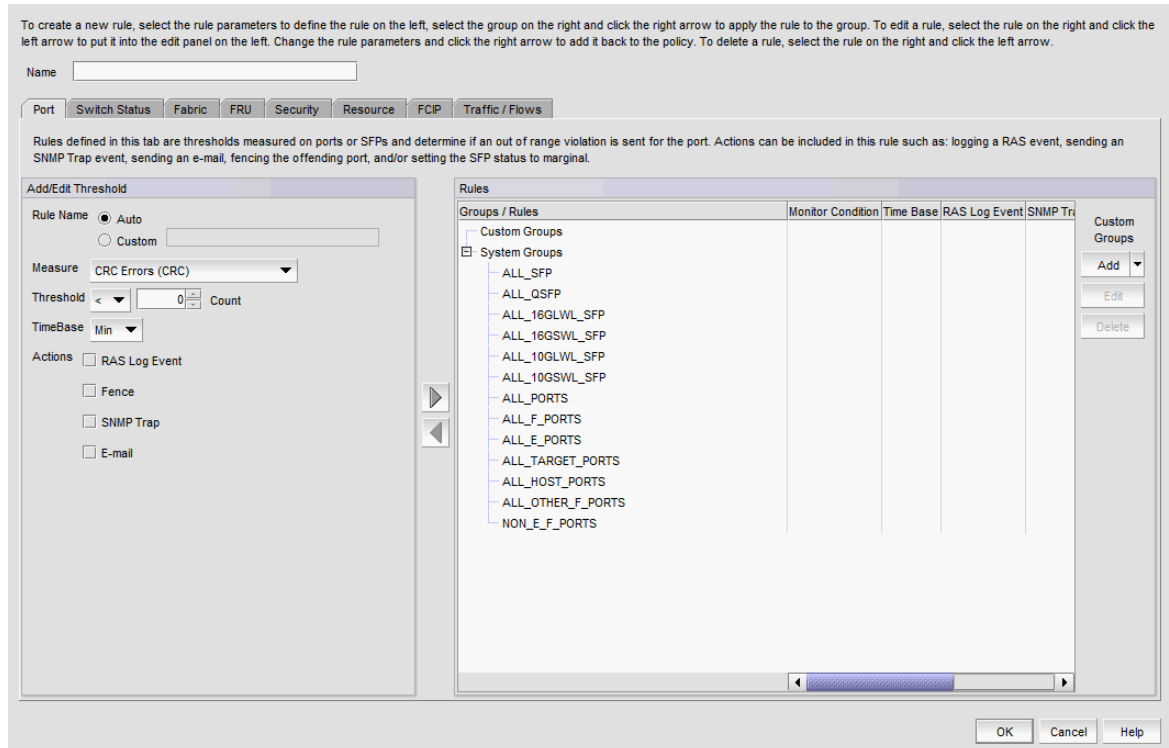 To create a new rule, select the rule parameters to define the rule on the left, select the group on the right and click the right arrow to apply the rule to the group. To edit a rule, select the rule on the right and click the
left arrow to put it into the edit panel on the left. Change the rule parameters and click the right arrow to add it back to the policy. To delete a rule, select the rule on the right and click the left arrow.
Name
Port Switch Status Fabric FRU Security Resource FCIP Traffic / Flows
Rules defined in this tab are thresholds measured on ports or SFPs and determine if an out of range violation is sent for the port. Actions can be included in this rule such as: logging a RAS event, sending an
SNMP Trap event, sending an e-mail, fencing the offending port, and/or setting the SFP status to marginal.
Add/Edit Threshold
Rule Name Auto
Custom
Measure CRC Errors (CRC)
Threshold < 0 Count
TimeBase Min
Actions RAS Log Event
Fence
SNMP Trap
E-mail
Rules
Groups / Rules Monitor Condition Time Base RAS Log Event SNMP Tra
Custom Groups
System Groups
ALL_SFP
ALL_QSFP
ALL_16GLWL_SFP
ALL_16GSWL_SFP
ALL_10GLWL_SFP
ALL_10GSWL_SFP
ALL_PORTS
ALL_F_PORTS
ALL_E_PORTS
ALL_TARGET_PORTS
ALL_HOST_PORTS
ALL_OTHER_F_PORTS
NON_E_F_PORTS
Custom
Groups
Add
Edit
Delete
OK Cancel Help